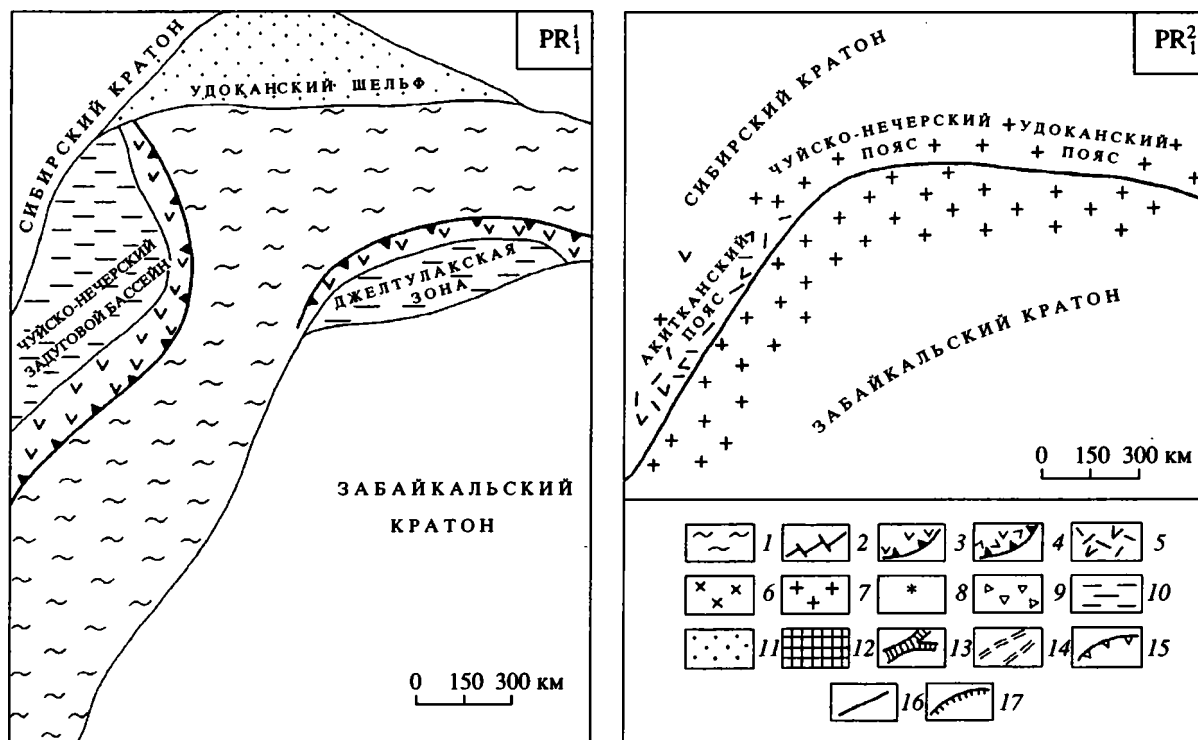 PR₁¹
СИБИРСКИЙ КРАТОН
УДОКАНСКИЙ ШЕЛЬФ
ЧУЙСКО-НЕЧЕРСКИЙ
ЗАДУГОВОЙ БАССЕЙН
ДЖЕЛТУЛАКСКАЯ
ЗОНА
ЗАБАЙКАЛЬСКИЙ
КРАТОН
0 150 300 км
PR₁²
СИБИРСКИЙ КРАТОН
ЧУЙСКО-НЕЧЕРСКИЙ
ПОЯС
УДОКАНСКИЙ
ПОЯС
АКИТКАНСКИЙ
ПОЯС
ЗАБАЙКАЛЬСКИЙ КРАТОН
0 150 300 км
1 2 3 4 5
6 7 8 9 10
11 12 13 14 15
16 17